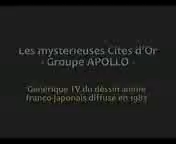 Les mysterieuses Cites d'Or
- Groupe APOLLO -
Generique TV du dessin anime
franco-japonais diffuse en 1983